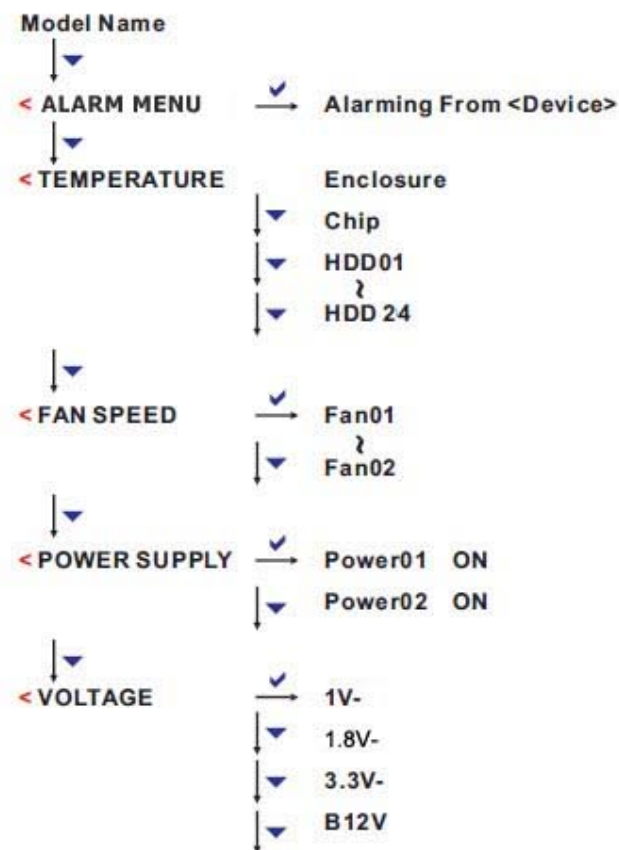 Model Name
< ALARM MENU Alarming From <Device>
< TEMPERATURE Enclosure
Chip
HDD01
~
HDD 24
< FAN SPEED Fan01
~
Fan02
< POWER SUPPLY Power01 ON
Power02 ON
< VOLTAGE 1V-
1.8V-
3.3V-
B12V